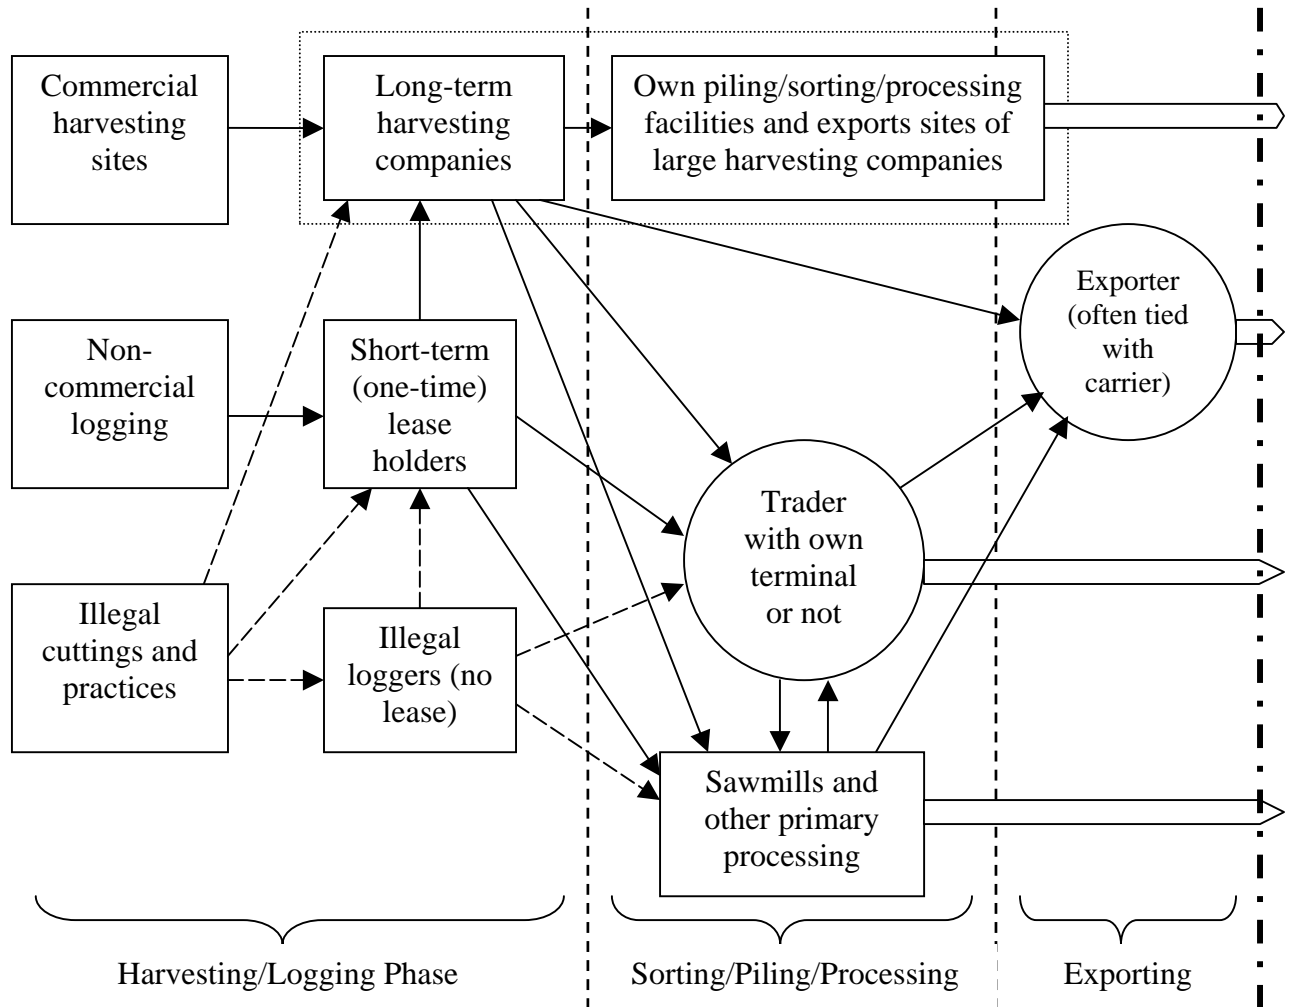 Commercial
harvesting
sites
Long-term
harvesting
companies
Own piling/sorting/processing
facilities and exports sites of
large harvesting companies
Exporter
(often tied
with
carrier)
Non-
commercial
logging
Short-term
(one-time)
lease
holders
Trader
with own
terminal
or not
Illegal
cuttings and
practices
Illegal
loggers (no
lease)
Sawmills and
other primary
processing
Harvesting/Logging Phase
Sorting/Piling/Processing
Exporting